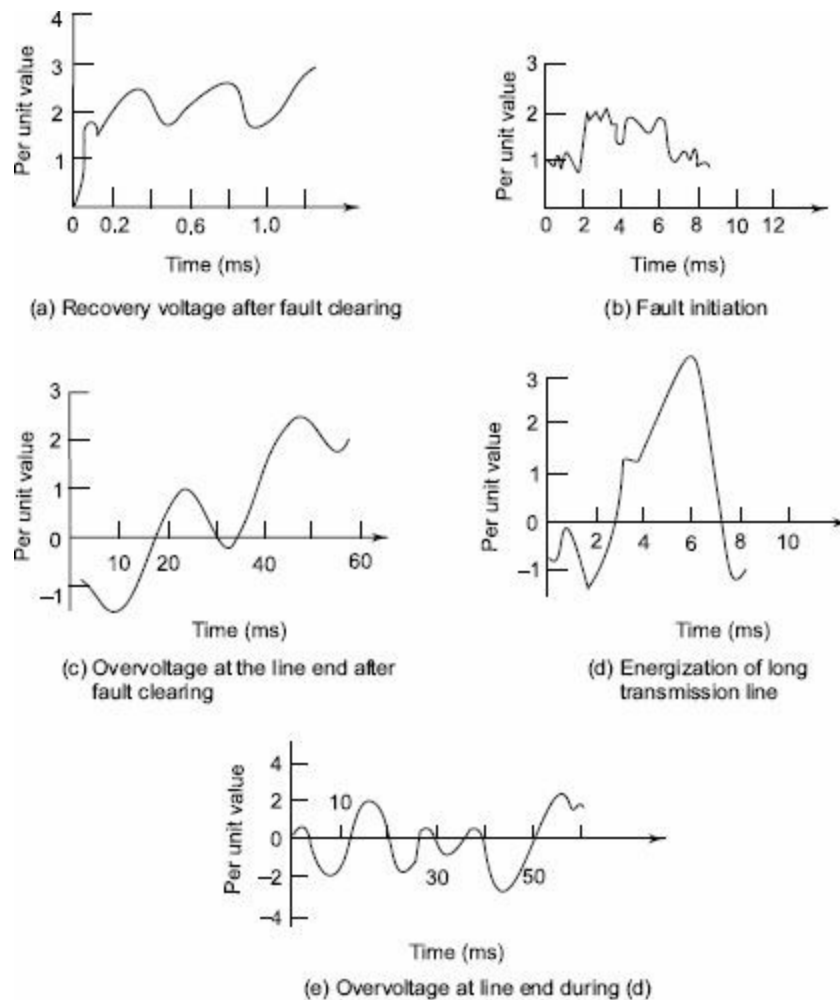 4
3
2
1
Per unit value
0 0.2 0.6 1.0
Time (ms)
(a) Recovery voltage after fault clearing
3
2
1
Per unit value
0 2 4 6 8 10 12
Time (ms)
(b) Fault initiation
3
2
1
0
–1
Per unit value
10 20 40 60
Time (ms)
(c) Overvoltage at the line end after
fault clearing
3
2
1
0
–1
Per unit value
2 4 6 8 10
Time (ms)
(d) Energization of long
transmission line
4
2
0
–2
–4
Per unit value
10
30 50
Time (ms)
(e) Overvoltage at line end during (d)